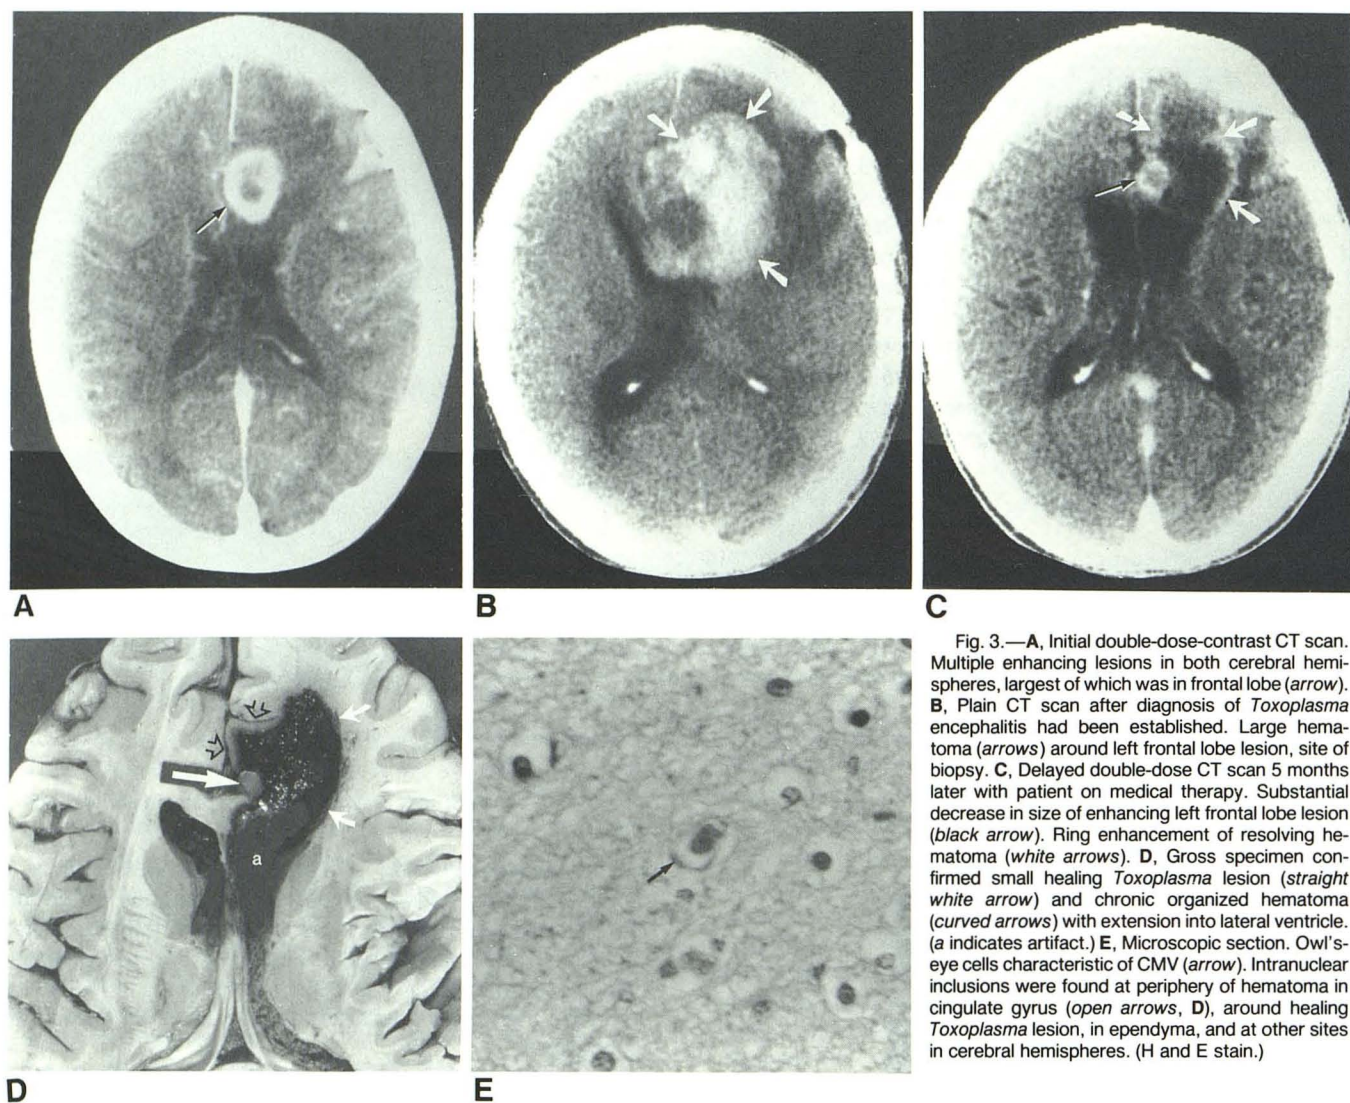 A
B
C
a
D
E
Fig. 3.—A, Initial double-dose-contrast CT scan.
Multiple enhancing lesions in both cerebral hemi-
spheres, largest of which was in frontal lobe (arrow).
B, Plain CT scan after diagnosis of Toxoplasma
encephalitis had been established. Large hema-
toma (arrows) around left frontal lobe lesion, site of
biopsy. C, Delayed double-dose CT scan 5 months
later with patient on medical therapy. Substantial
decrease in size of enhancing left frontal lobe lesion
(black arrow). Ring enhancement of resolving he-
matoma (white arrows). D, Gross specimen con-
firmed small healing Toxoplasma lesion (straight
white arrow) and chronic organized hematoma
(curved arrows) with extension into lateral ventricle.
(a indicates artifact.) E, Microscopic section. Owl's-
eye cells characteristic of CMV (arrow). Intranuclear
inclusions were found at periphery of hematoma in
cingulate gyrus (open arrows, D), around healing
Toxoplasma lesion, in ependyma, and at other sites
in cerebral hemispheres. (H and E stain.)